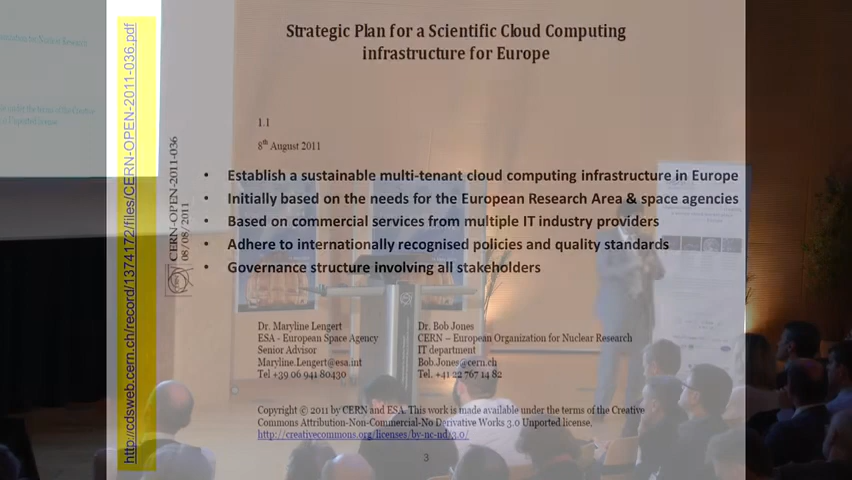 Strategic Plan for a Scientific Cloud Computing
infrastructure for Europe
1.1
8th August 2011
• Establish a sustainable multi-tenant cloud computing infrastructure in Europe
• Initially based on the needs for the European Research Area & space agencies
• Based on commercial services from multiple IT industry providers
• Adhere to internationally recognised policies and quality standards
• Governance structure involving all stakeholders
Dr. Maryline Lengert
ESA - European Space Agency
Senior Advisor
Maryline.Lengert@esa.int
Tel +39 06 941 80430
Dr. Bob Jones
CERN – European Organization for Nuclear Research
IT department
Bob.Jones@cern.ch
Tel. +41 22 767 14 82
Copyright © 2011 by CERN and ESA. This work is made available under the terms of the Creative
Commons Attribution-Non-Commercial-No Derivative Works 3.0 Unported license,
http://creativecommons.org/licenses/by-nc-nd/3.0/
3
http://cdsweb.cern.ch/record/1374172/files/CERN-OPEN-2011-036.pdf
CERN-OPEN-2011-036
08/08/2011